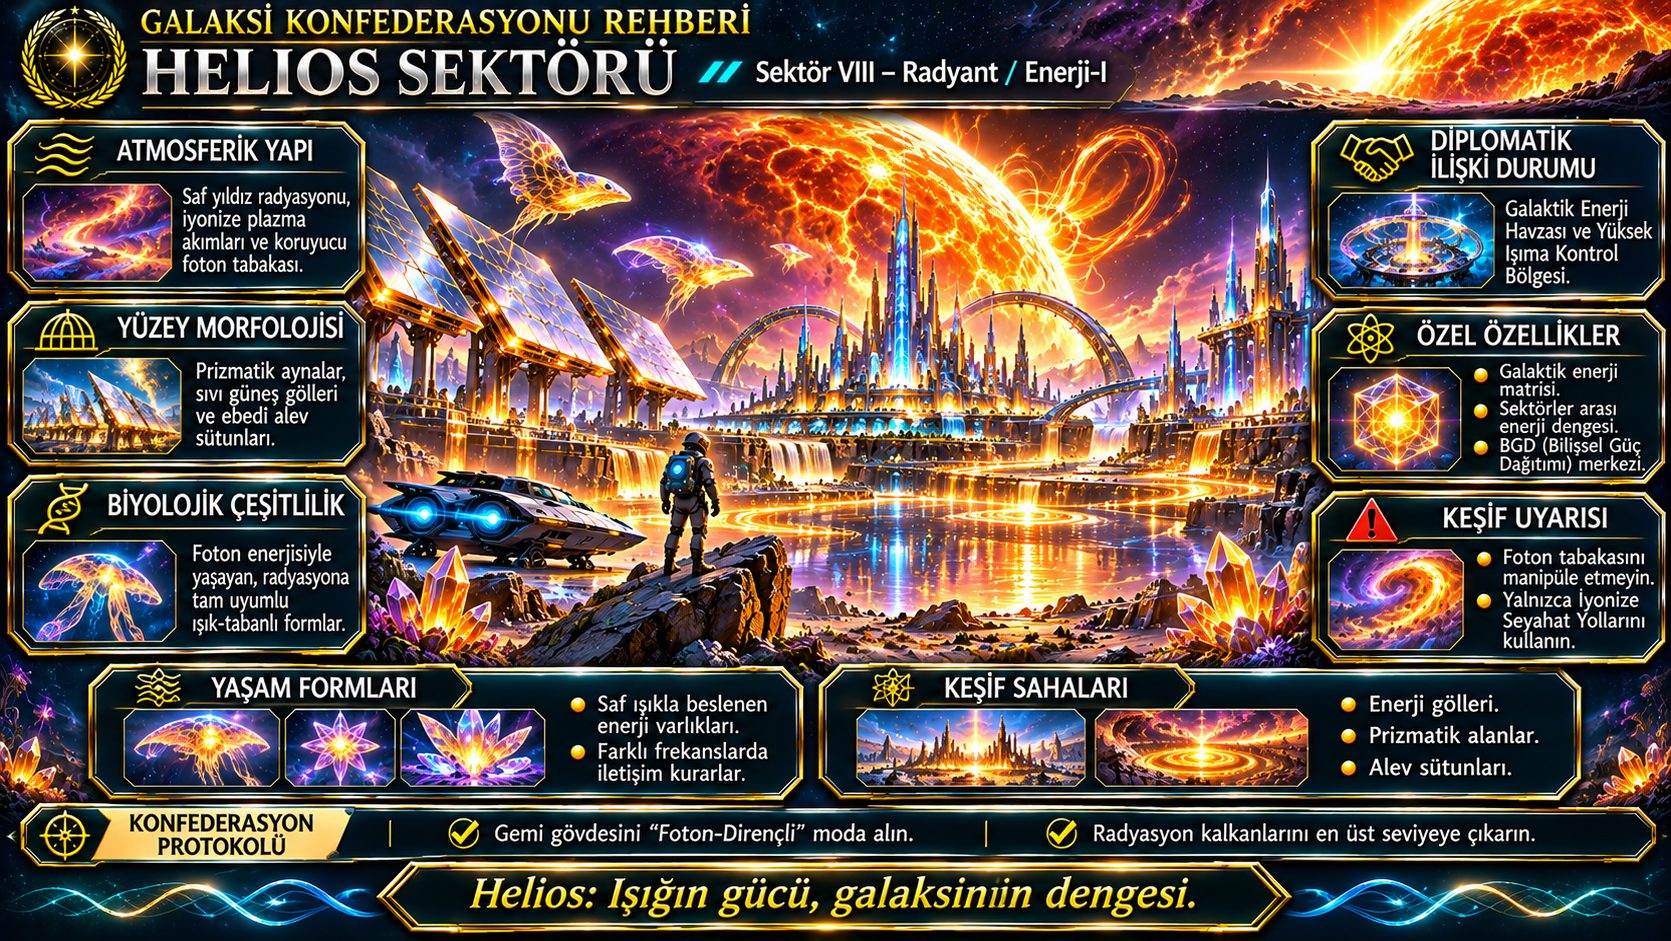 GALAKSİ KONFEDERASYONU REHBERİ
HELIOS SEKTÖRÜ
Sektör VIII – Radyant / Enerji-I
ATMOSFERİK YAPI
Saf yıldız radyasyonu,
iyonize plazma
akımları ve koruyucu
foton tabakası.
YÜZEY MORFOLOJİSİ
Prizmatik aynalar,
sıvı güneş gölleri
ve ebedi alev
sütunları.
BİYOLOJİK ÇEŞİTLİLİK
Foton enerjisiyle
yaşayan, radyasyona
tam uyumlu
ışık-tabanlı formlar.
DİPLOMATİK
İLİŞKİ DURUMU
Galaktik Enerji
Havzası ve Yüksek
Işıma Kontrol
Bölgesi.
ÖZEL ÖZELLİKLER
Galaktik enerji
matrisi.
Sektörler arası
enerji dengesi.
BGD (Bilişsel Güç
Dağıtımı) merkezi.
KEŞİF UYARISI
Foton tabakasını
manipüle etmeyin.
Yalnızca İyonize
Seyahat Yollarını
kullanın.
YAŞAM FORMLARI
Saf ışıkla beslenen
enerji varlıkları.
Farklı frekanslarda
iletişim kurarlar.
KEŞİF SAHALARI
Enerji gölleri.
Prizmatik alanlar.
Alev sütunları.
KONFEDERASYON
PROTOKOLÜ
Gemi gövdesini “Foton-Dirençli” moda alın.
Radyasyon kalkanlarını en üst seviyeye çıkarın.
Helios: Işığın gücü, galaksinin dengesi.